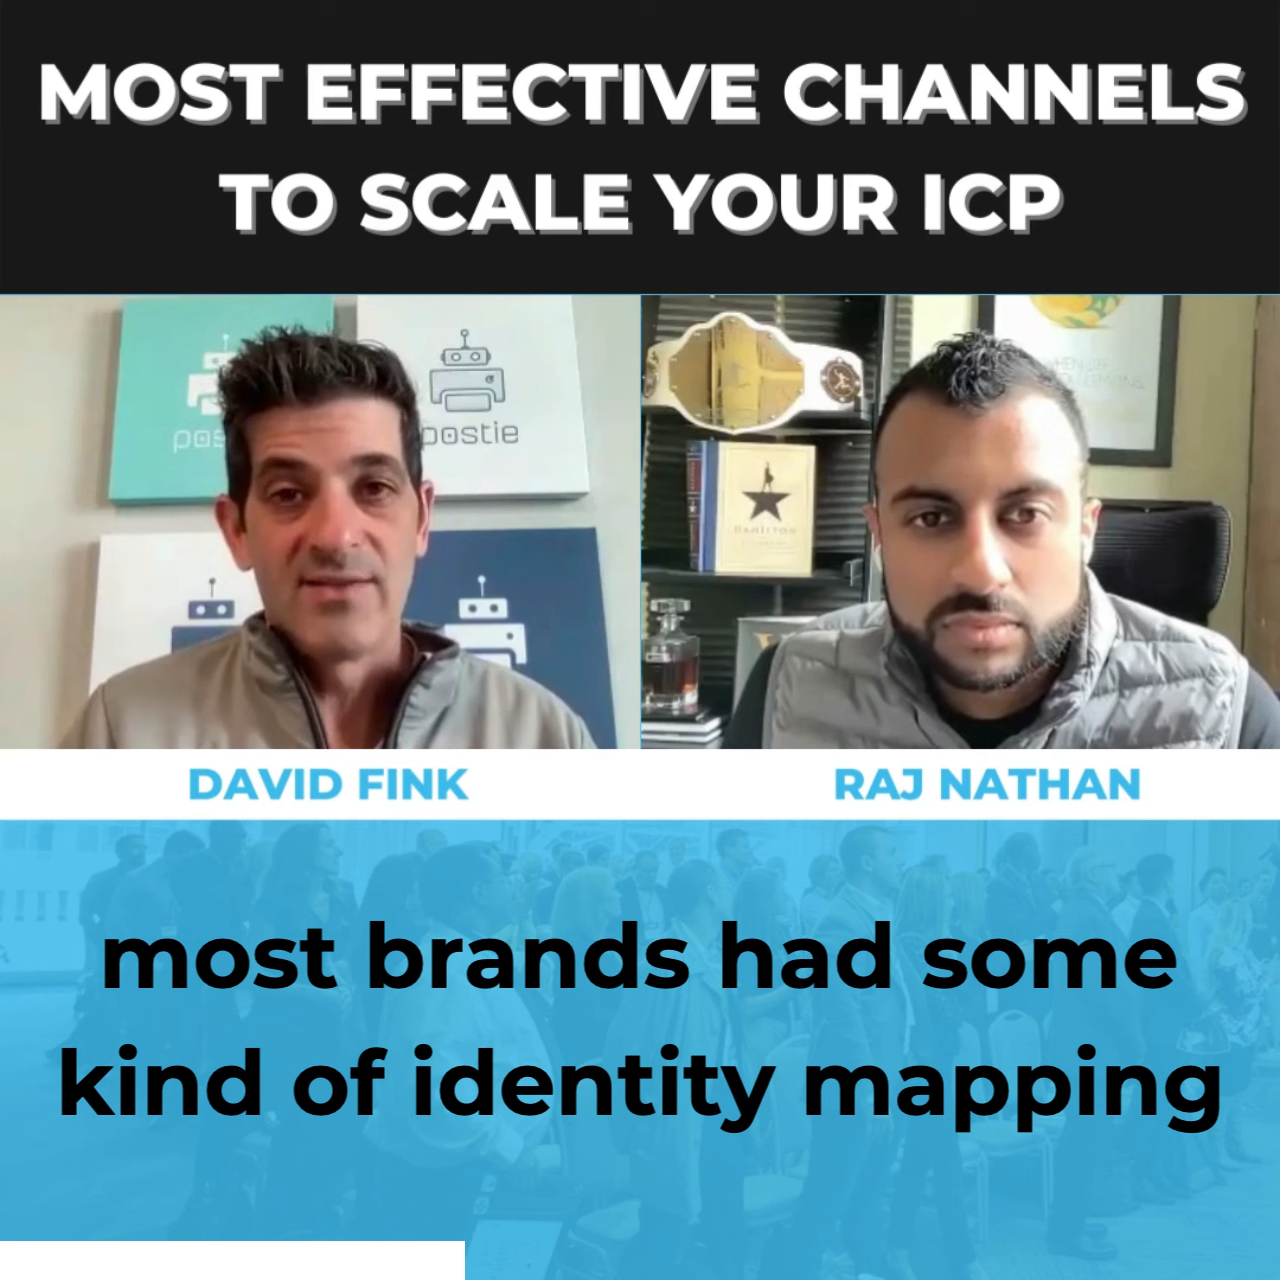 MOST EFFECTIVE CHANNELS
TO SCALE YOUR ICP
postie
HAMILTON
DAVID FINK
RAJ NATHAN
most brands had some
kind of identity mapping